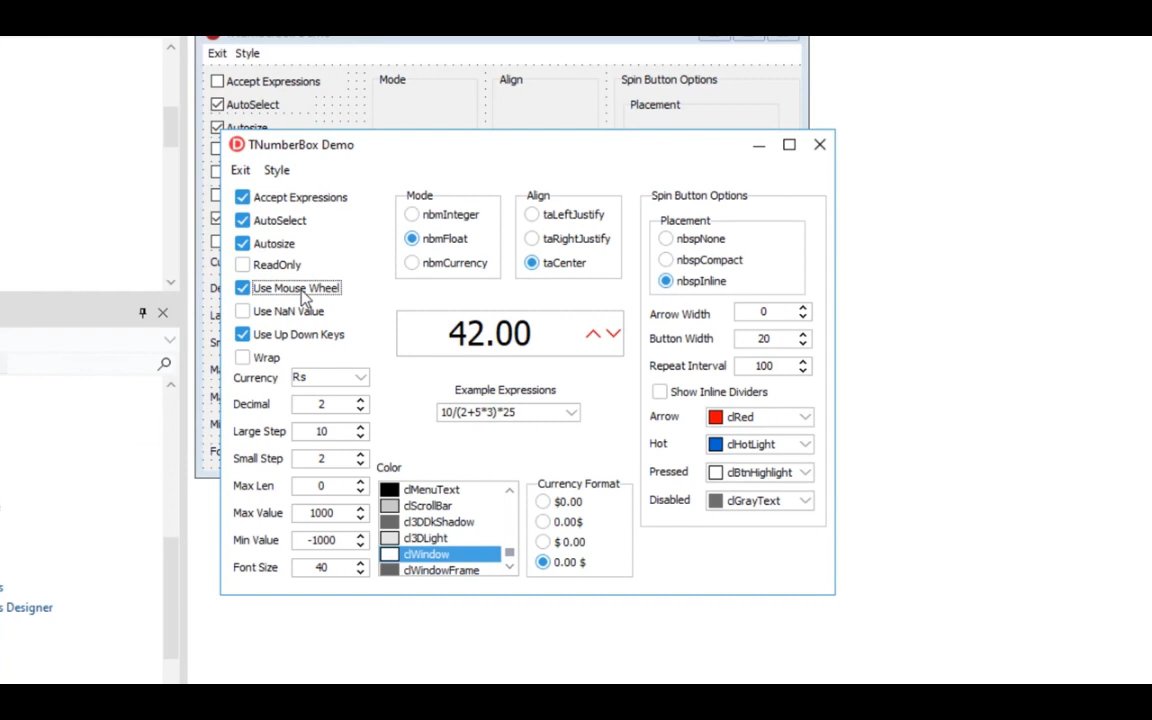 TNumberBox Demo
Exit Style
Accept Expressions
AutoSelect
Autosize
Mode
Align
Spin Button Options
Placement
TNumberBox Demo
Exit Style
Accept Expressions
AutoSelect
Autosize
ReadOnly
Use Mouse Wheel
Use NaN Value
Use Up Down Keys
Wrap
Currency Rs
Decimal 2
Large Step 10
Small Step 2
Max Len 0
Max Value 1000
Min Value -1000
Font Size 40
Mode
nbmInteger
nbmFloat
nbmCurrency
Align
taLeftJustify
taRightJustify
taCenter
42.00
Example Expressions
10/(2+5*3)*25
Color
clMenuText
clScrollBar
cl3DDkShadow
cl3DLight
clWindow
clWindowFrame
Currency Format
$0.00
0.00$
$ 0.00
0.00 $
Spin Button Options
Placement
nbspNone
nbspCompact
nbspInline
Arrow Width 0
Button Width 20
Repeat Interval 100
Show Inline Dividers
Arrow clRed
Hot clHotLight
Pressed clBtnHighlight
Disabled clGrayText
s Designer